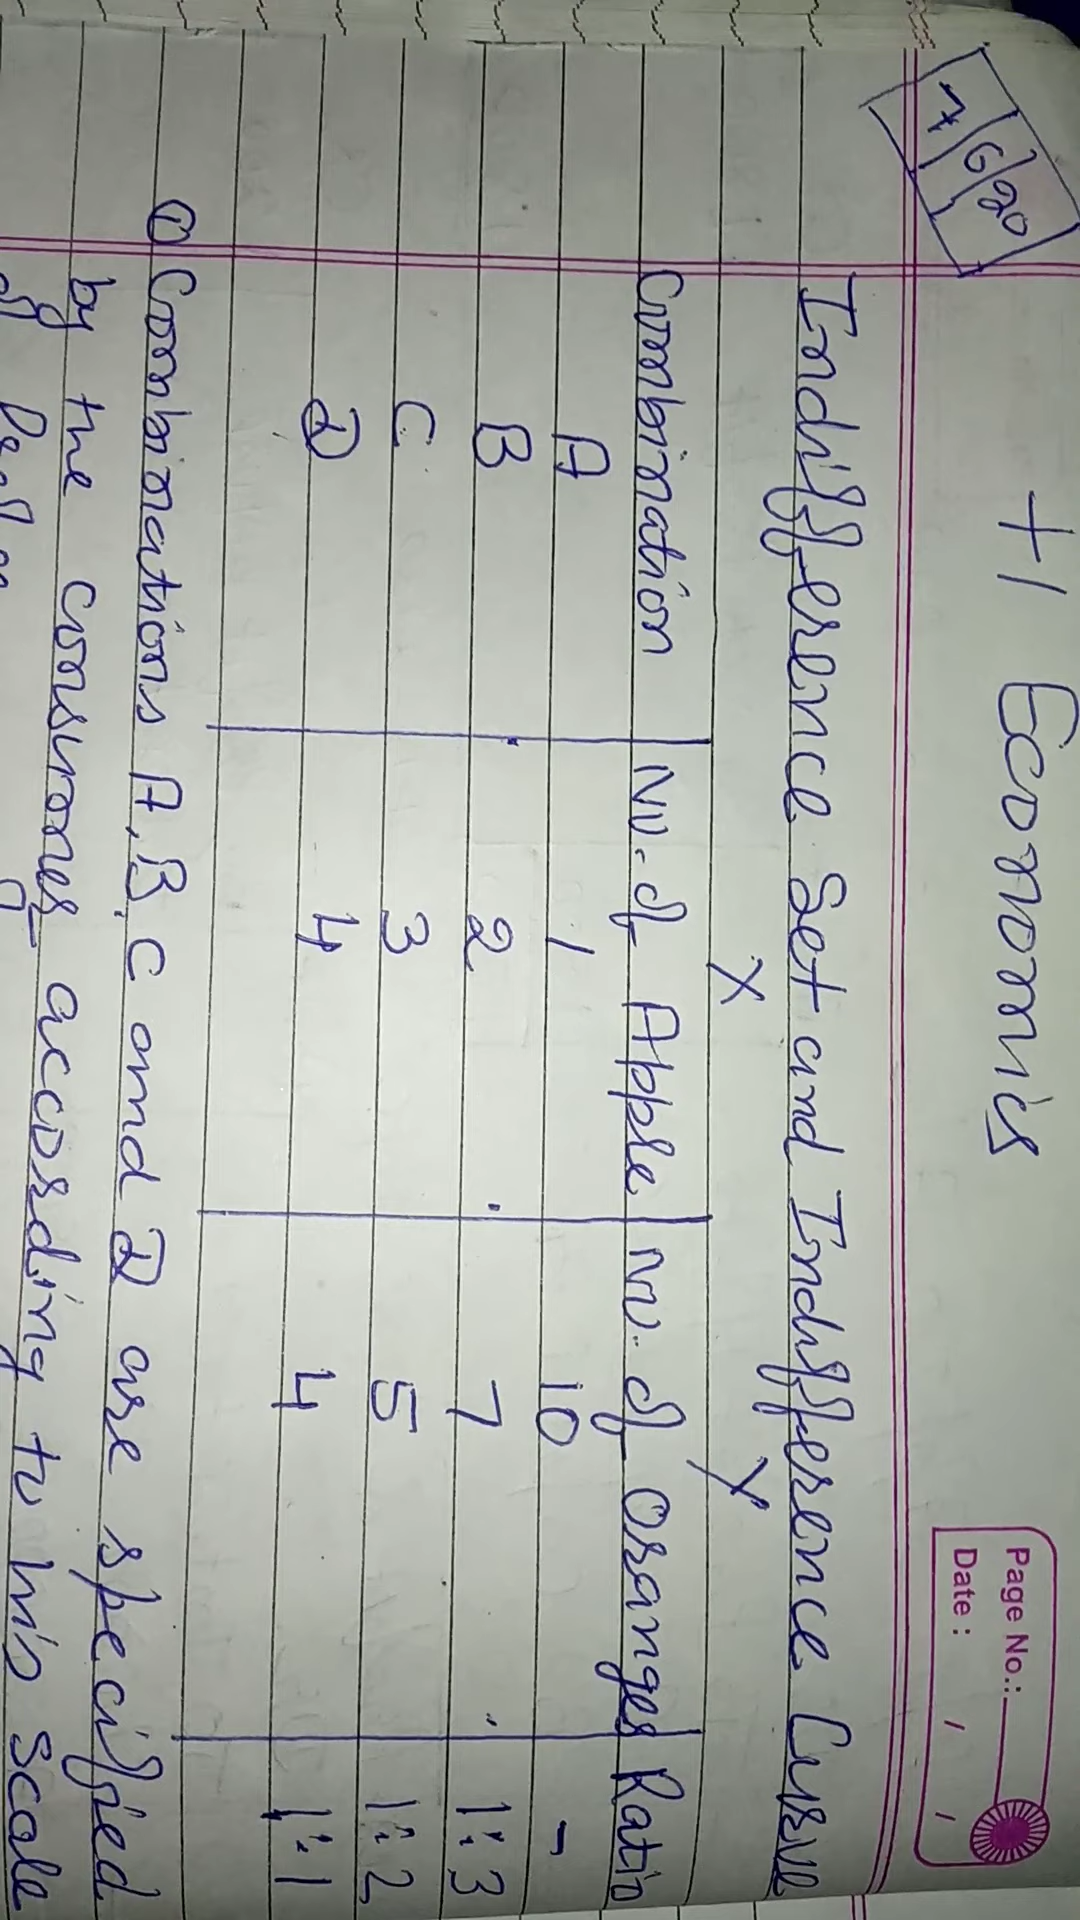 7/6/20
+1 Economics
Page No.:
Date : / /
Indifference Set and Indifference Curve
X Y
Combination No. of Apple No. of Oranges Ratio
A 1 10 -
B 2 7 1:3
C 3 5 1:2
D 4 4 1:1
① Combinations A, B, C and D are specified
by the consumer according to his scale
of